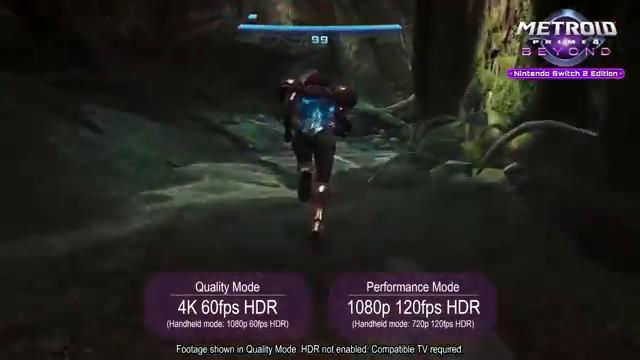 99
METROID
PRIME 4
BEYOND
Nintendo Switch 2 Edition
Quality Mode
4K 60fps HDR
(Handheld mode: 1080p 60fps HDR)
Performance Mode
1080p 120fps HDR
(Handheld mode: 720p 120fps HDR)
Footage shown in Quality Mode. HDR not enabled. Compatible TV required.